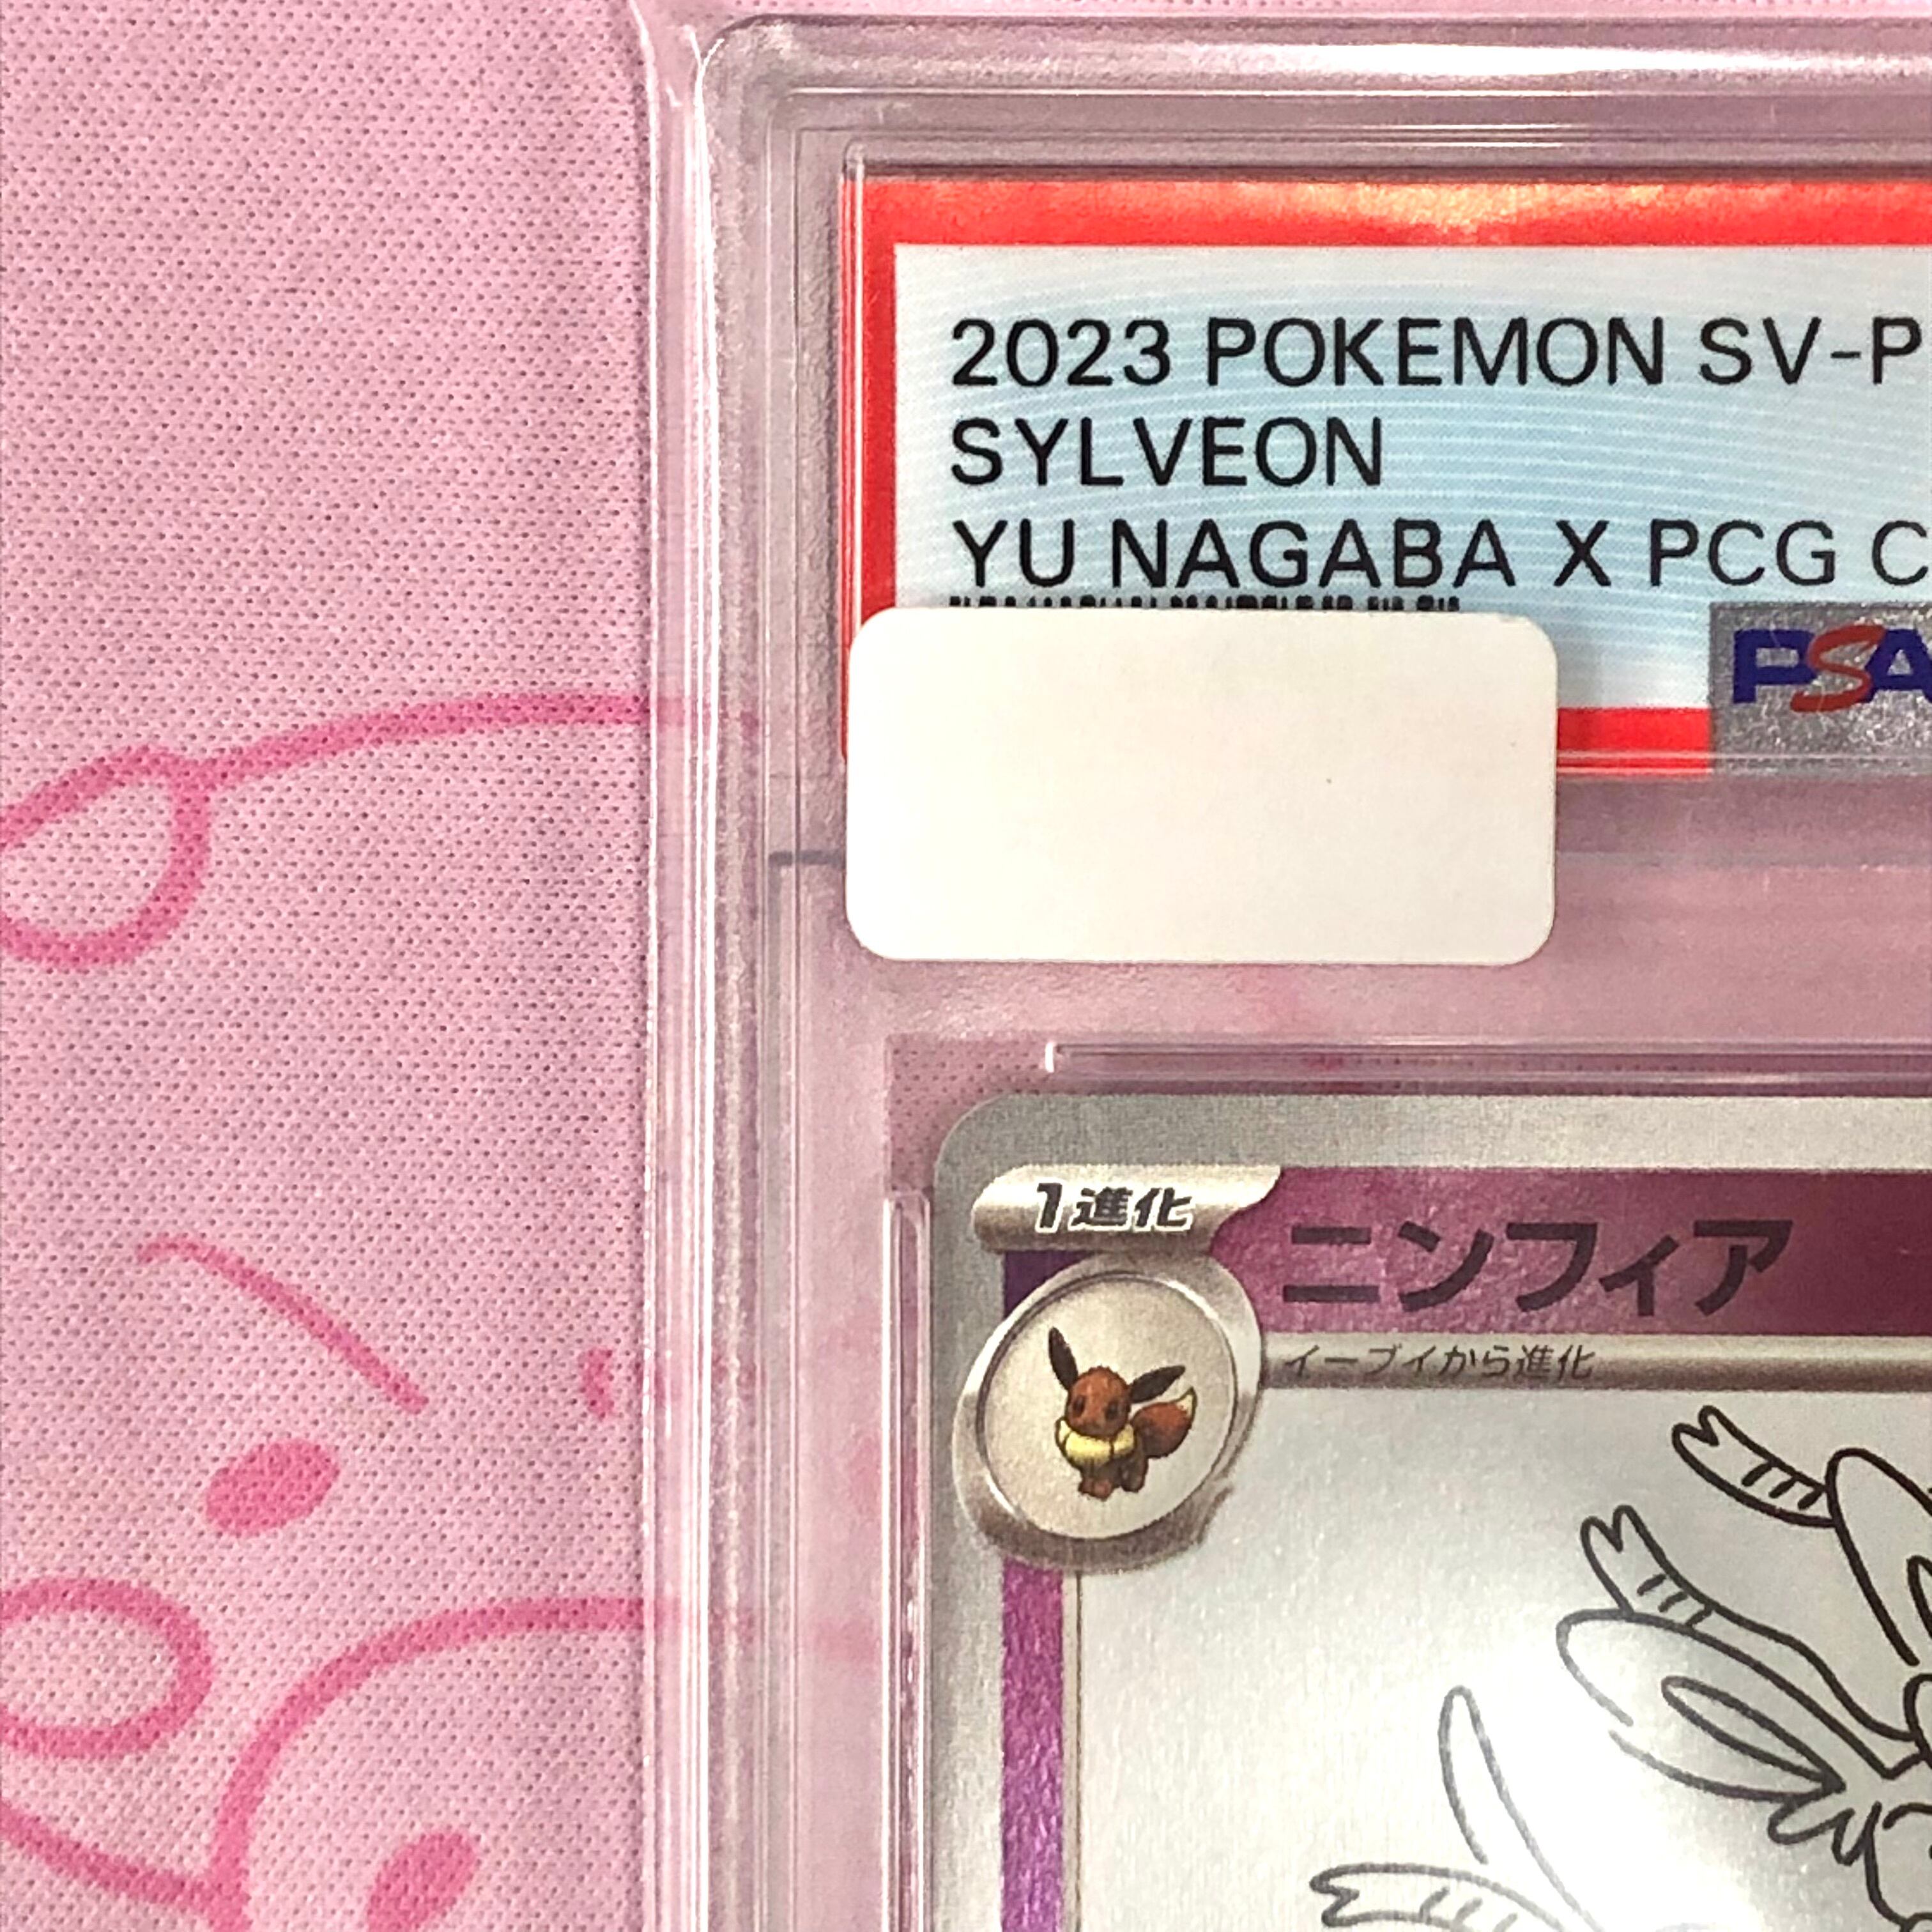 2023 POKEMON SV-P
SYLVEON
YU NAGABA X PCG C
PSA
1進化
ニンフィア
イーブイから進化